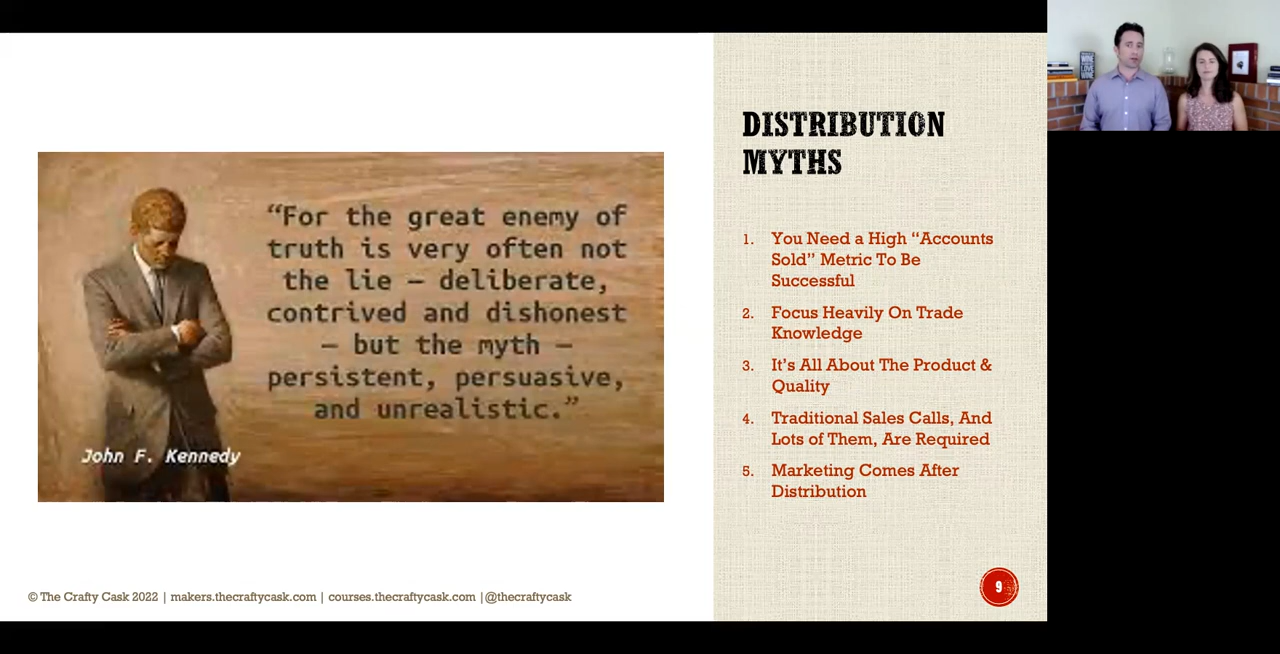 “For the great enemy of
truth is very often not
the lie – deliberate,
contrived and dishonest
– but the myth –
persistent, persuasive,
and unrealistic.”
John F. Kennedy
DISTRIBUTION
MYTHS
1. You Need a High “Accounts
Sold” Metric To Be
Successful
2. Focus Heavily On Trade
Knowledge
3. It’s All About The Product &
Quality
4. Traditional Sales Calls, And
Lots of Them, Are Required
5. Marketing Comes After
Distribution
© The Crafty Cask 2022 | makers.thecraftycask.com | courses.thecraftycask.com |@thecraftycask
9